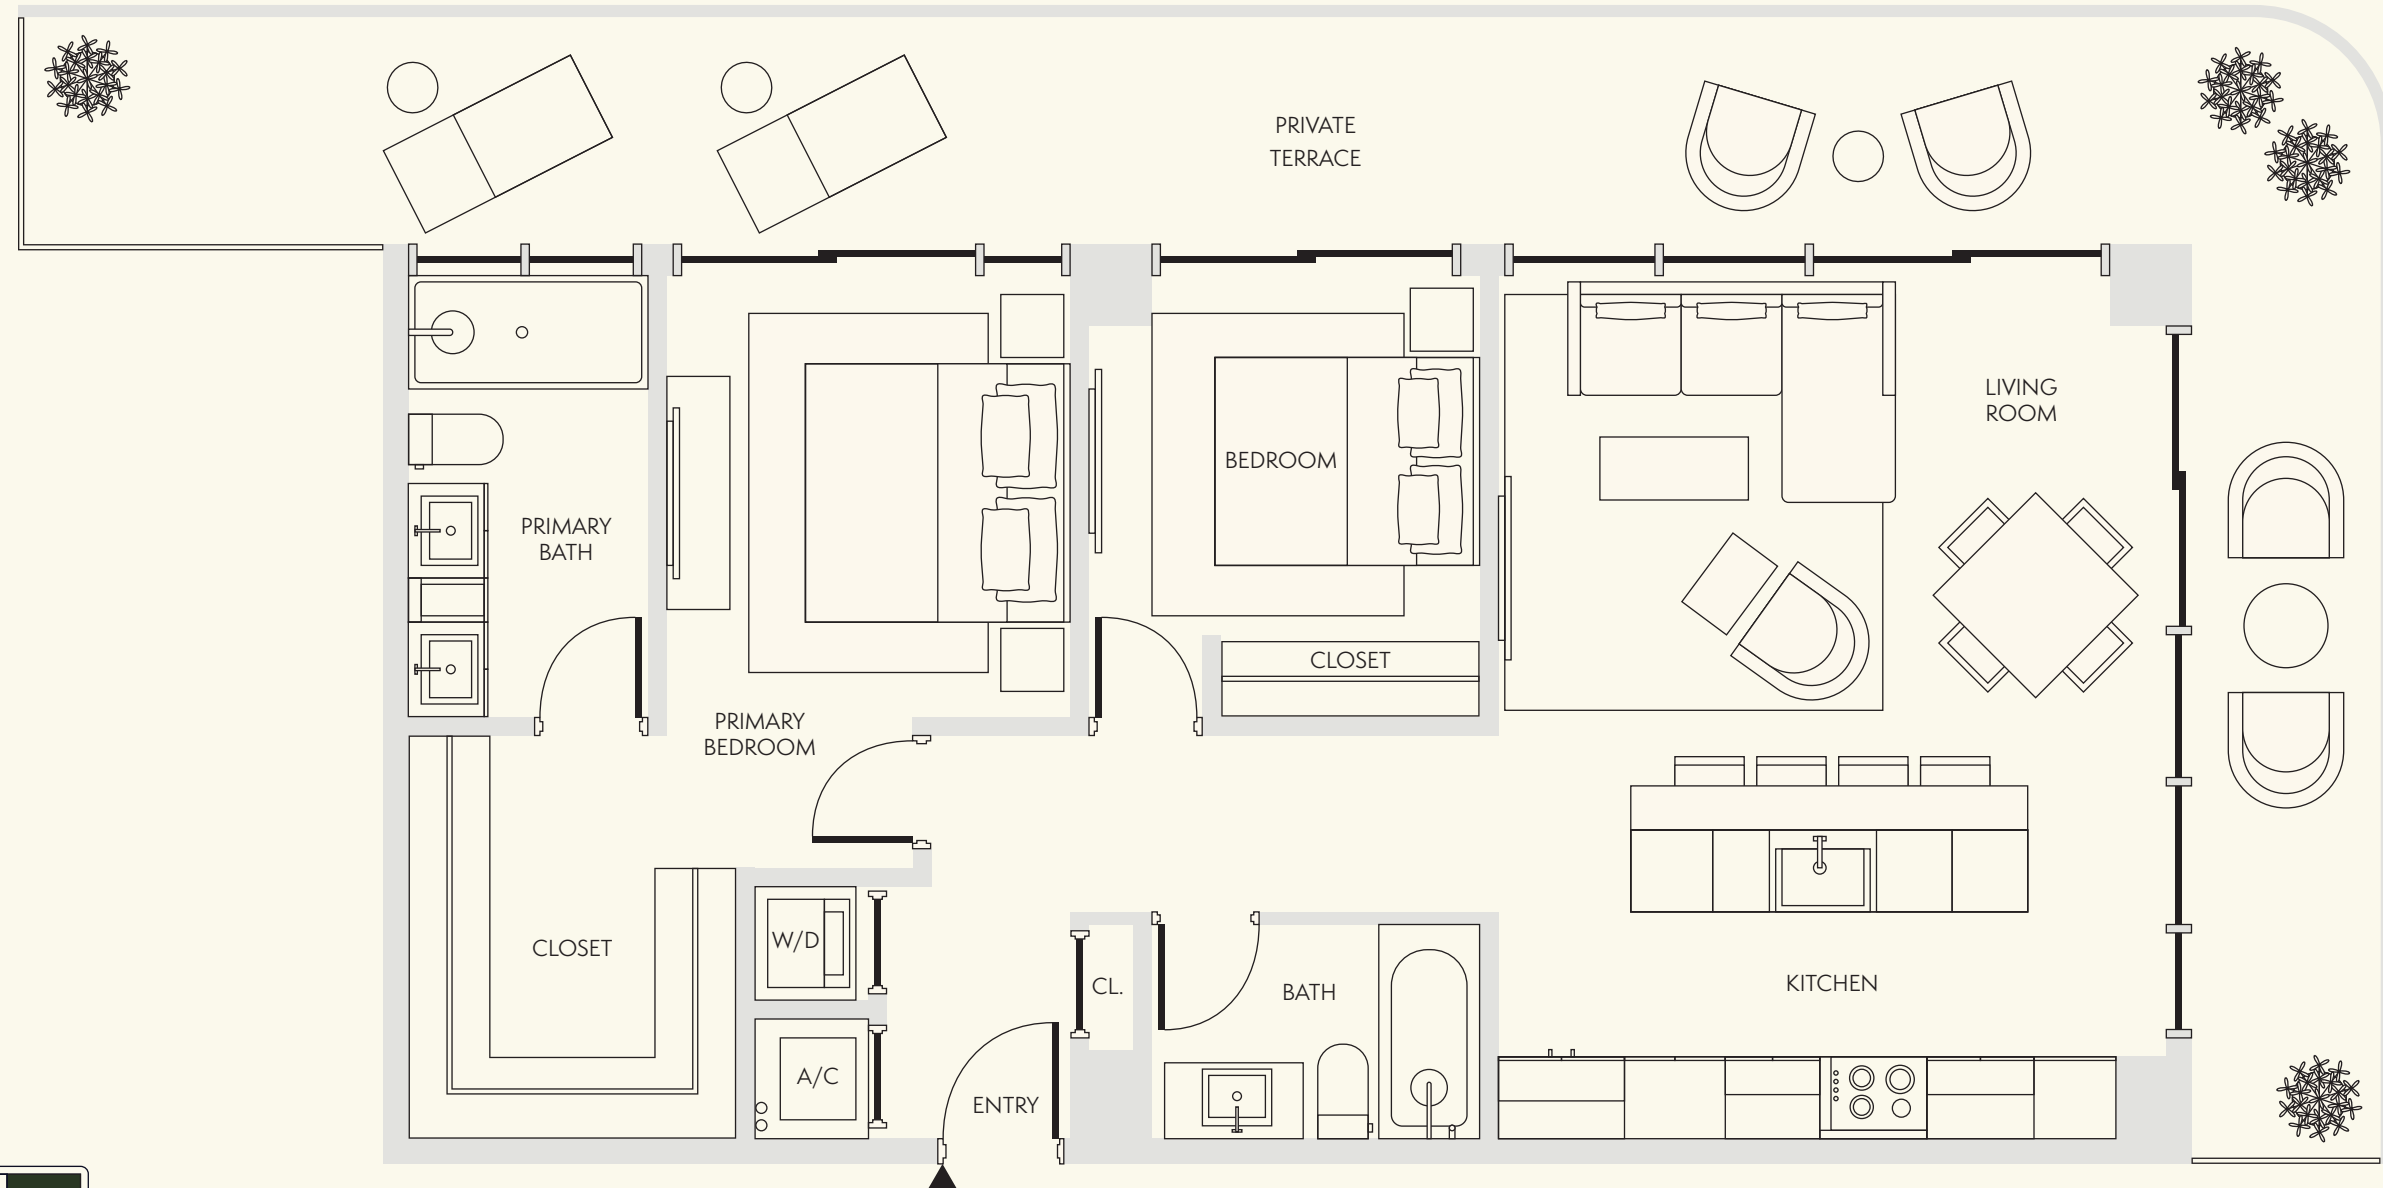 PRIVATE
TERRACE
LIVING
ROOM
BEDROOM
PRIMARY
BATH
CLOSET
PRIMARY
BEDROOM
W/D
CLOSET
CL.
BATH
KITCHEN
A/C
ENTRY